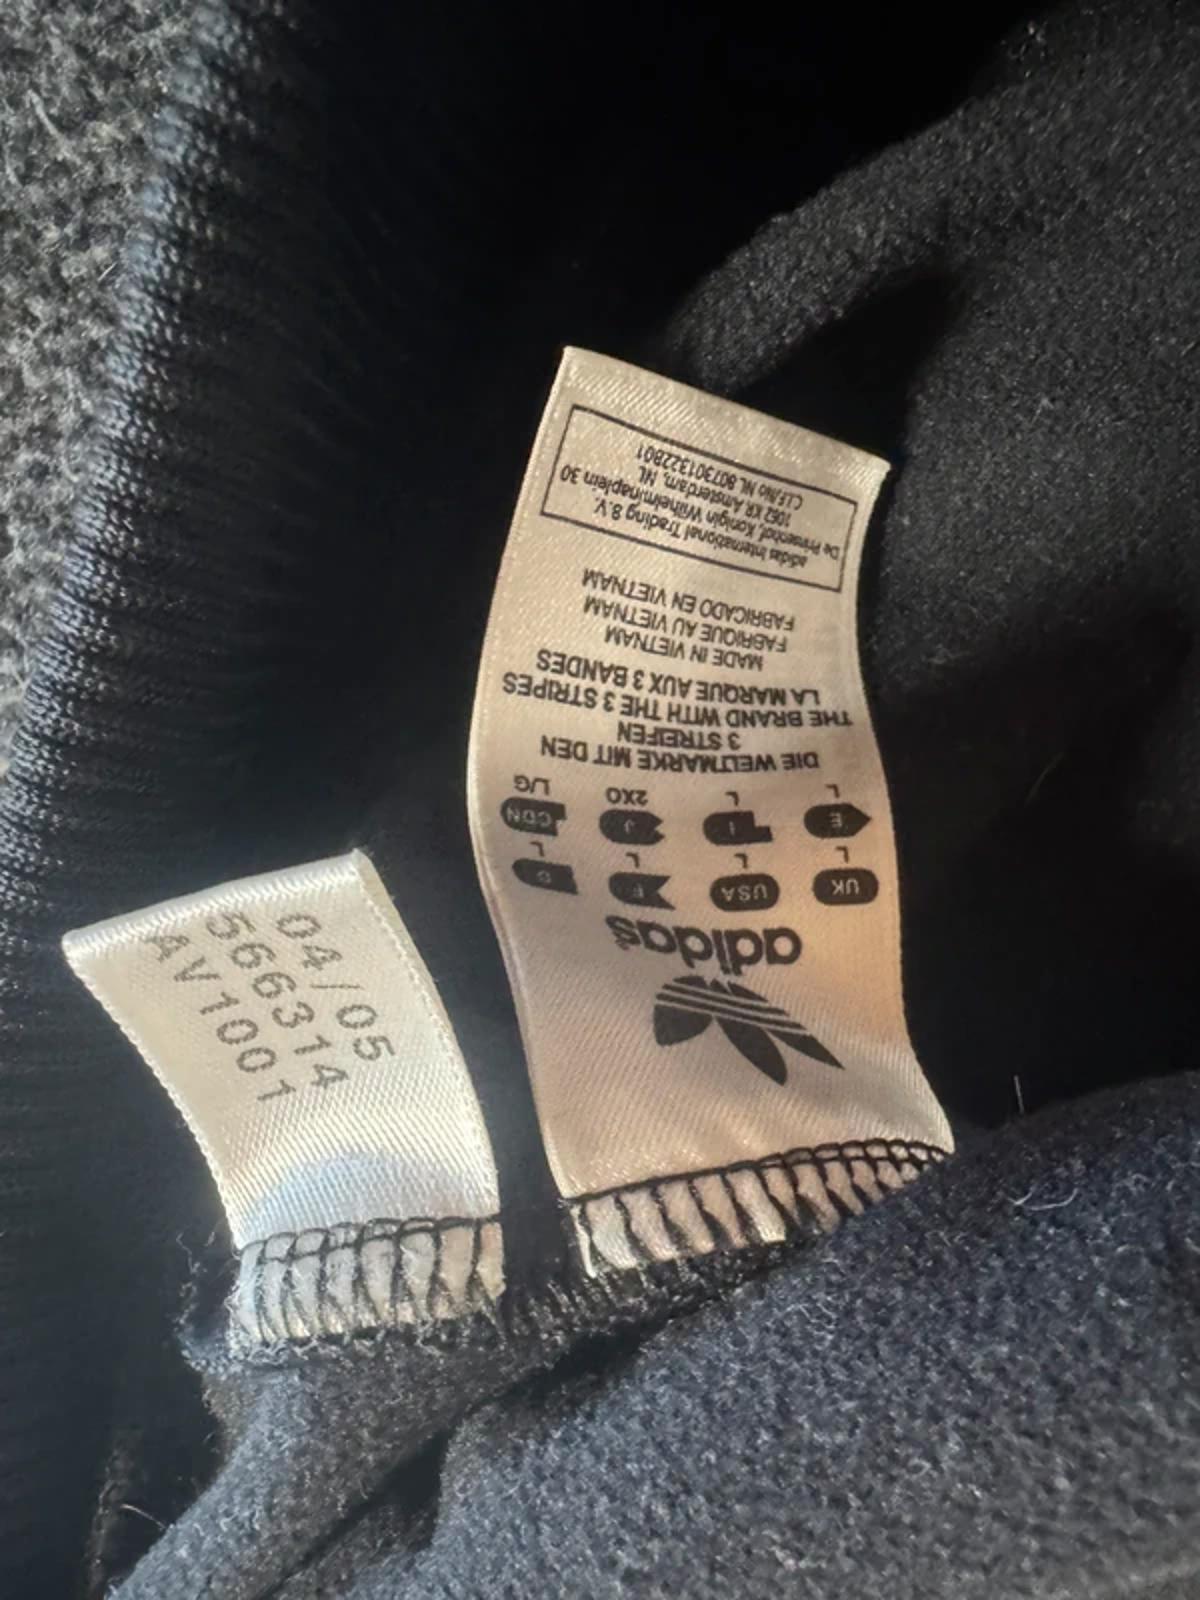 adidas
UK USA F D
L L L L
E I J CDN
L L 2XO L/G
DIE WELTMARKE MIT DEN
3 STREIFEN
THE BRAND WITH THE 3 STRIPES
LA MARQUE AUX 3 BANDES
MADE IN VIETNAM
FABRIQUE AU VIETNAM
FABRICADO EN VIETNAM
adidas International Trading B.V.
De Prinsenhof, Konigin Wilhelminaplein 30
1062 KR Amsterdam, NL
C.I.F/No NL 807301322B01
04/05
566314
AV1001